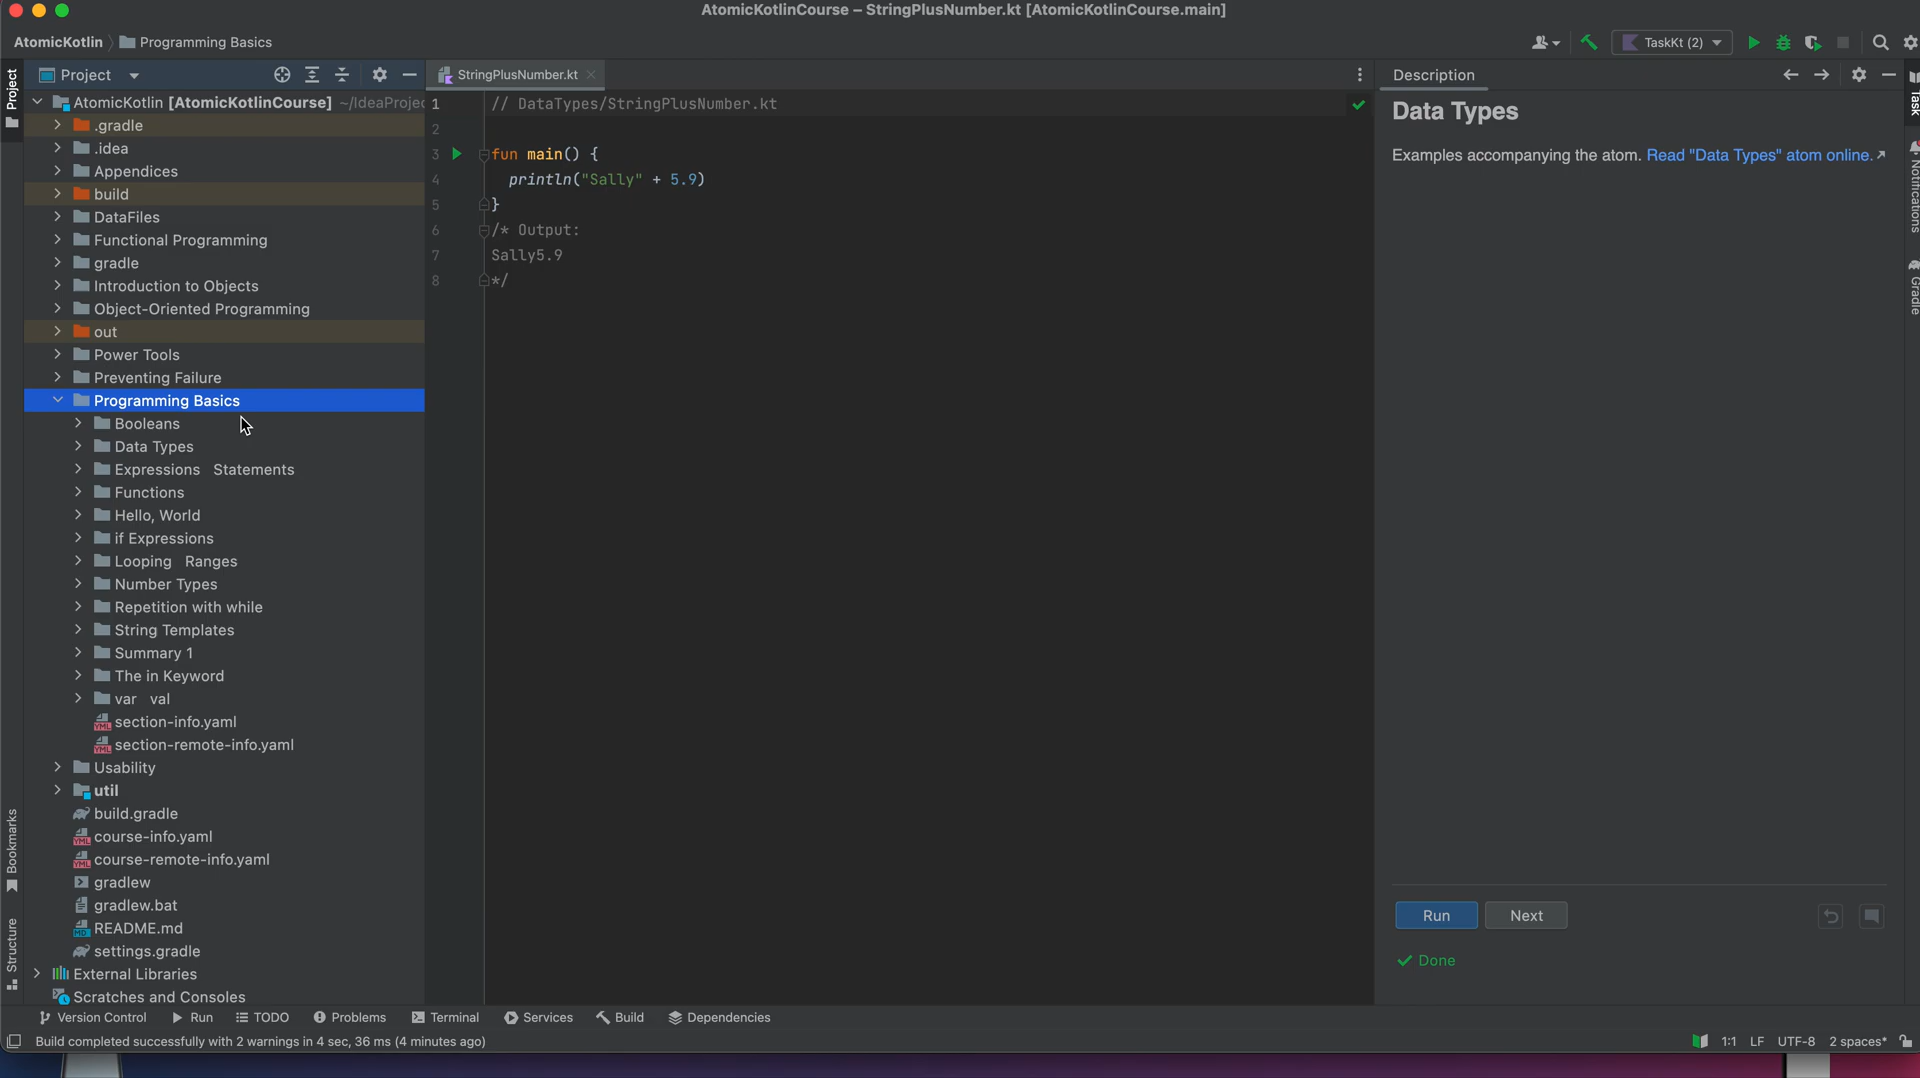 AtomicKotlinCourse – StringPlusNumber.kt [AtomicKotlinCourse.main]
AtomicKotlin
Programming Basics
TaskKt (2)
Project
StringPlusNumber.kt
Description
Project
AtomicKotlin [AtomicKotlinCourse] ~/IdeaProjec
.gradle
.idea
Appendices
build
DataFiles
Functional Programming
gradle
Introduction to Objects
Object-Oriented Programming
out
Power Tools
Preventing Failure
Programming Basics
Booleans
Data Types
Expressions Statements
Functions
Hello, World
if Expressions
Looping Ranges
Number Types
Repetition with while
String Templates
Summary 1
The in Keyword
var val
section-info.yaml
section-remote-info.yaml
Usability
util
build.gradle
course-info.yaml
course-remote-info.yaml
gradlew
gradlew.bat
README.md
settings.gradle
External Libraries
Scratches and Consoles
Bookmarks
Structure
1 // DataTypes/StringPlusNumber.kt
2
3 fun main() {
4 println("Sally" + 5.9)
5 }
6 /* Output:
7 Sally5.9
8 */
Data Types
Examples accompanying the atom. Read "Data Types" atom online.↗
Run
Next
Done
Task
Notifications
Gradle
Version Control
Run
TODO
Problems
Terminal
Services
Build
Dependencies
Build completed successfully with 2 warnings in 4 sec, 36 ms (4 minutes ago)
1:1
LF
UTF-8
2 spaces*